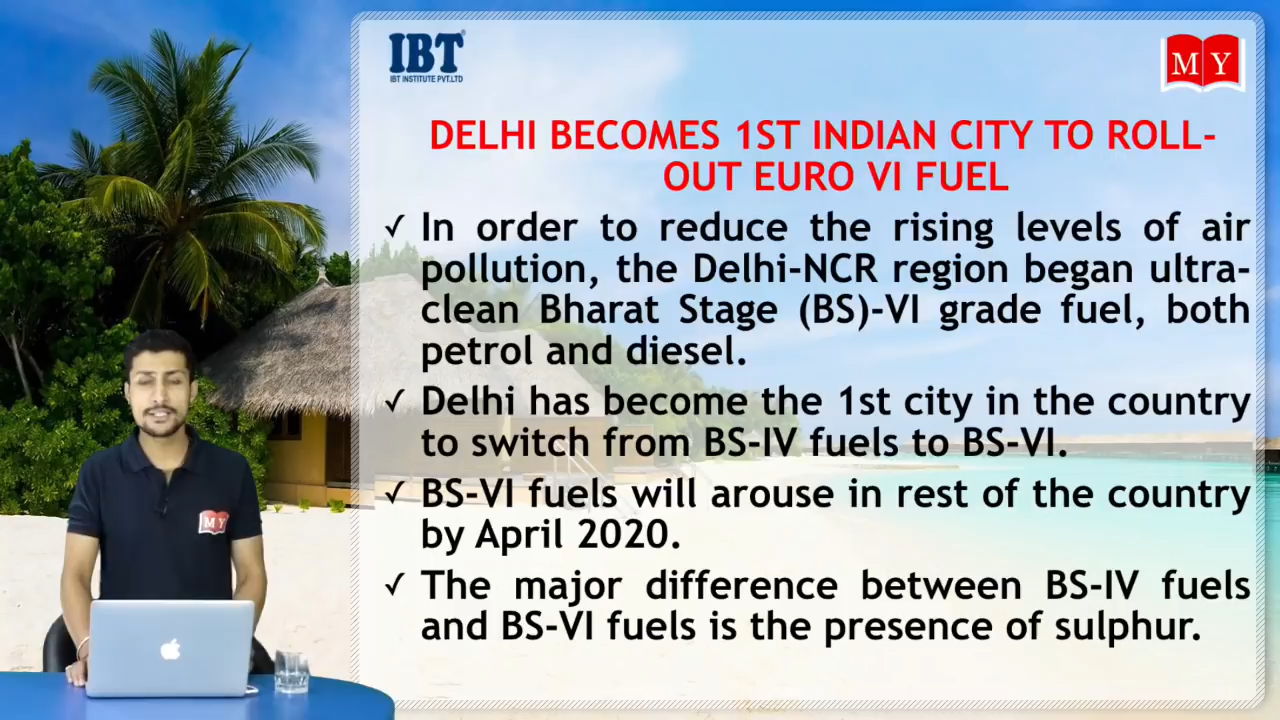 IBT
IBT INSTITUTE PVT.LTD
M Y
DELHI BECOMES 1ST INDIAN CITY TO ROLL-
OUT EURO VI FUEL
✓ In order to reduce the rising levels of air
pollution, the Delhi-NCR region began ultra-
clean Bharat Stage (BS)-VI grade fuel, both
petrol and diesel.
✓ Delhi has become the 1st city in the country
to switch from BS-IV fuels to BS-VI.
✓ BS-VI fuels will arouse in rest of the country
by April 2020.
✓ The major difference between BS-IV fuels
and BS-VI fuels is the presence of sulphur.
M Y